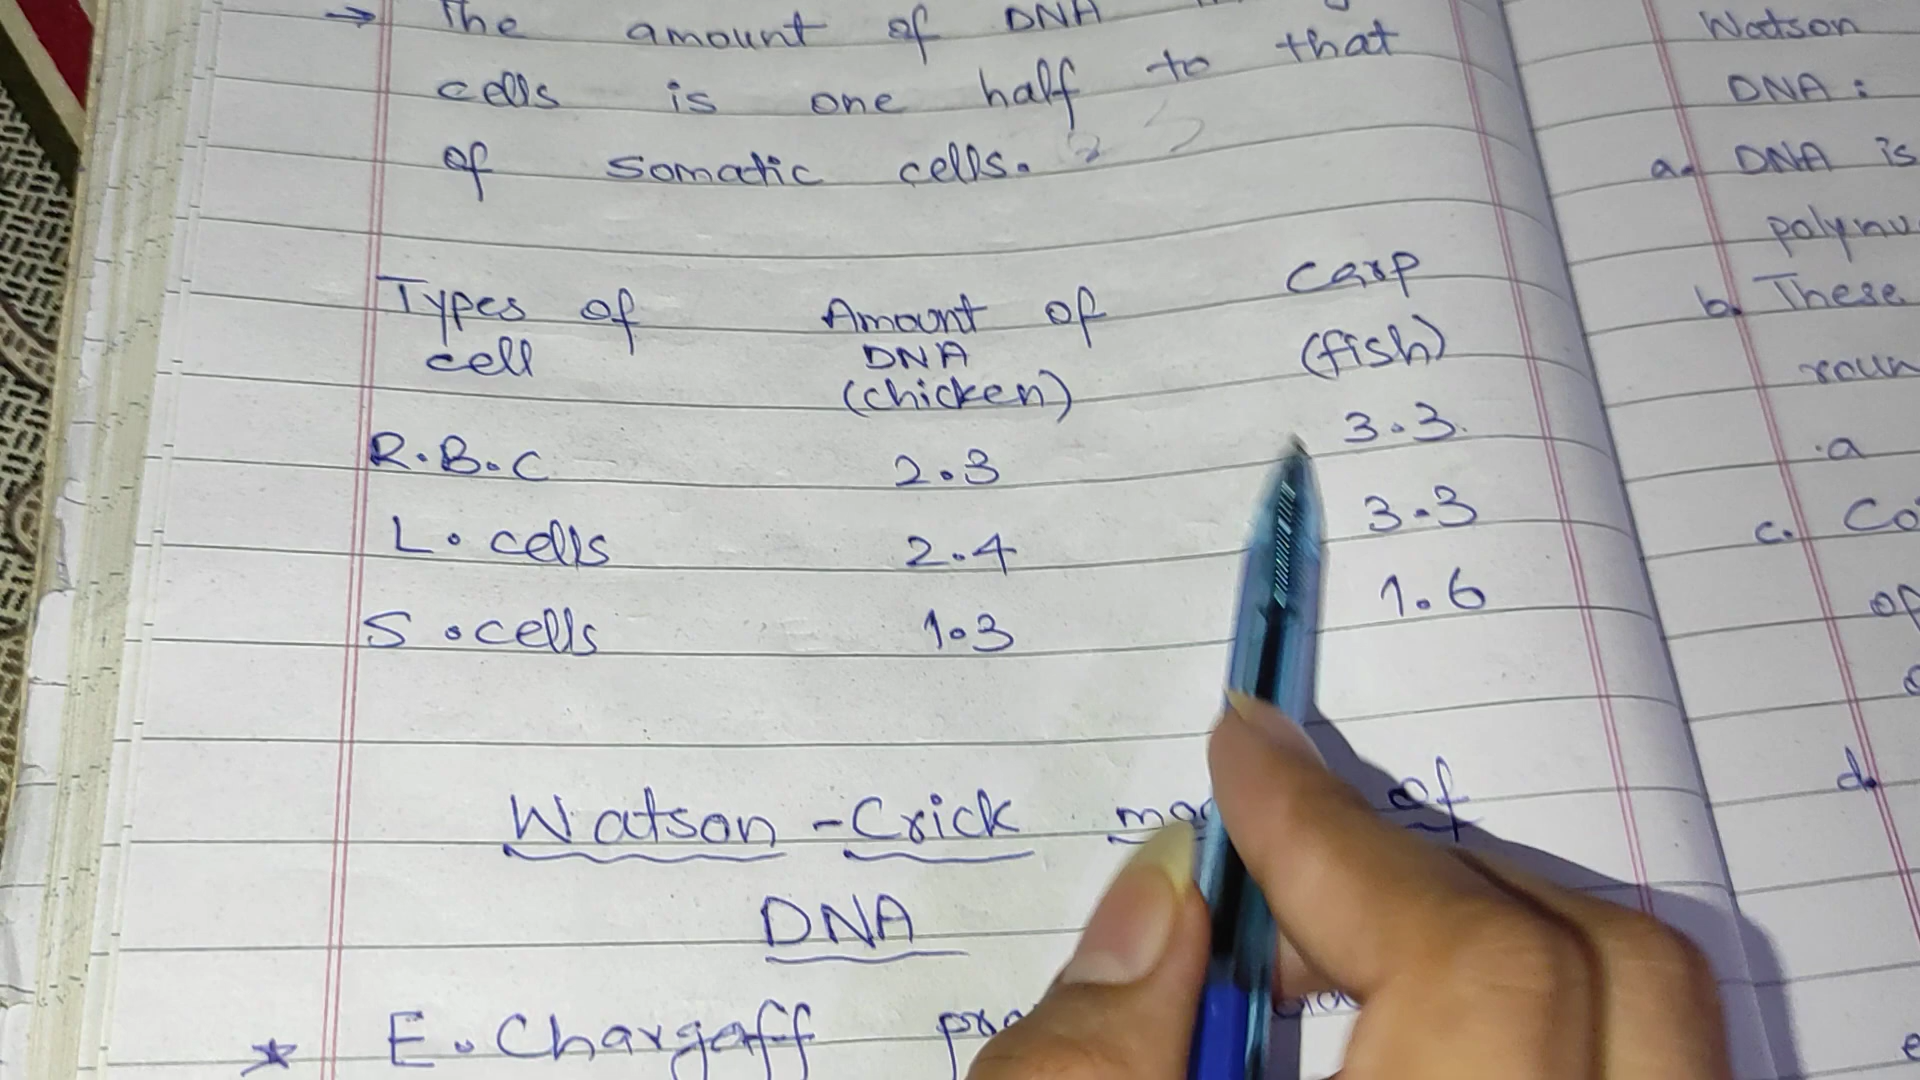 → The amount of DNA
cells is one half to that
of somatic cells.
Types of cell Amount of DNA (chicken) Carp (fish)
R.B.C 2.3 3.3
L. cells 2.4 3.3
S. cells 1.3 1.6
Watson-Crick of
DNA
* E. Chargaff
Watson
DNA:
a. DNA is
b. These
.a
c.
of
d.